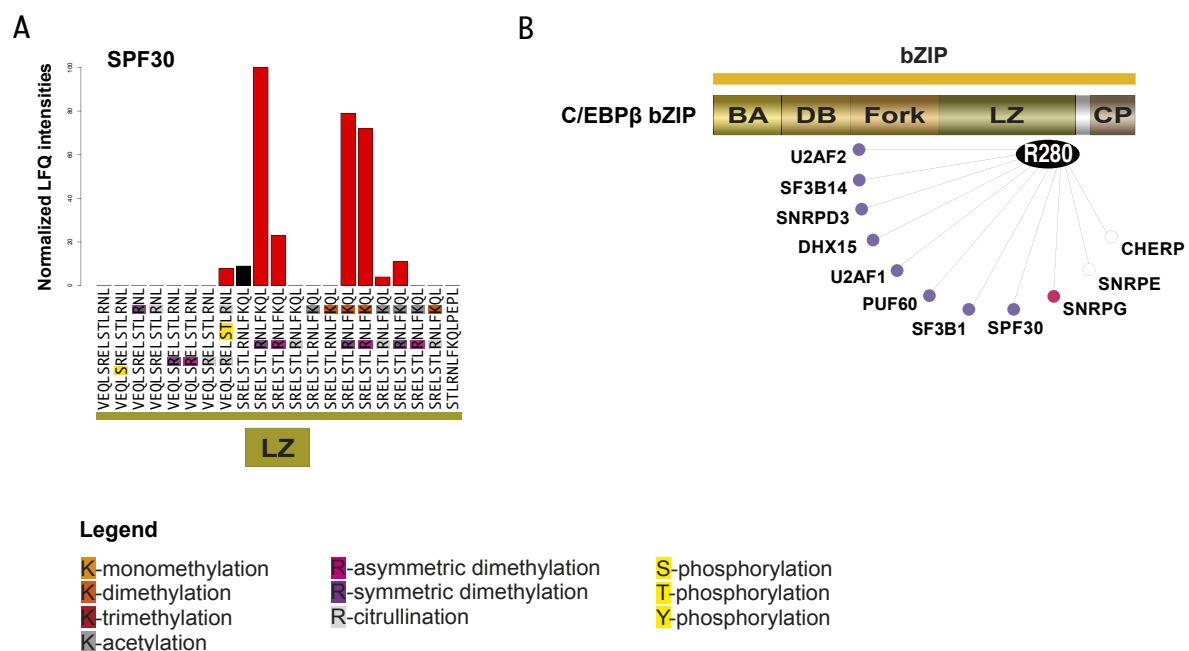 A
SPF30
Normalized LFQ intensities
0
20
40
60
80
100
VEQLSRELSTLRNL
VEQLSRELSTLRNL
VEQLSRELSTLRNL
VEQLSRELSTLRNL
VEQLSRELSTLRNL
VEQLSRELSTLRNL
VEQLSRELSTLRNL
VEQLSRELSTLRNL
SRELSTLRNLFKQL
SRELSTLRNLFKQL
SRELSTLRNLFKQL
SRELSTLRNLFKQL
SRELSTLRNLFKQL
SRELSTLRNLFKQL
SRELSTLRNLFKQL
SRELSTLRNLFKQL
SRELSTLRNLFKQL
SRELSTLRNLFKQL
SRELSTLRNLFKQL
SRELSTLRNLFKQL
STLRNLFKQLPEPL
LZ
B
bZIP
C/EBPβ bZIP
BA
DB
Fork
LZ
CP
R280
U2AF2
SF3B14
SNRPD3
DHX15
U2AF1
PUF60
SF3B1
SPF30
SNRPG
SNRPE
CHERP
Legend
K-monomethylation
K-dimethylation
K-trimethylation
K-acetylation
R-asymmetric dimethylation
R-symmetric dimethylation
R-citrullination
S-phosphorylation
T-phosphorylation
Y-phosphorylation